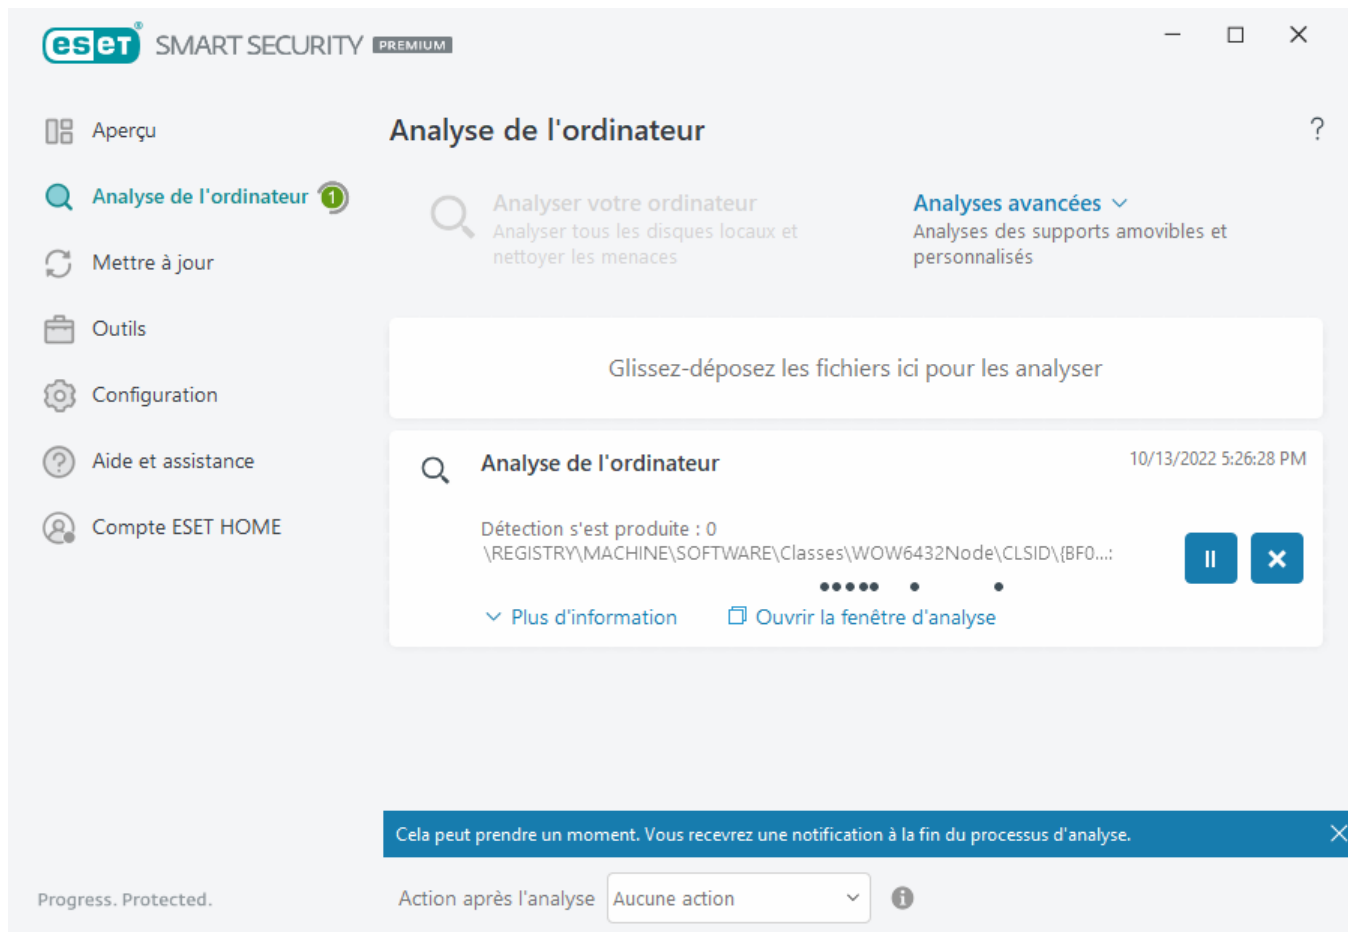 eset® SMART SECURITY PREMIUM
Aperçu
Analyse de l'ordinateur 1
Mettre à jour
Outils
Configuration
Aide et assistance
Compte ESET HOME
Progress. Protected.
Analyse de l'ordinateur ?
Analyser votre ordinateur
Analyser tous les disques locaux et
nettoyer les menaces
Analyses avancées
Analyses des supports amovibles et
personnalisés
Glissez-déposez les fichiers ici pour les analyser
Analyse de l'ordinateur 10/13/2022 5:26:28 PM
Détection s'est produite : 0
\REGISTRY\MACHINE\SOFTWARE\Classes\WOW6432Node\CLSID\{BF0...:
Plus d'information Ouvrir la fenêtre d'analyse
Cela peut prendre un moment. Vous recevrez une notification à la fin du processus d'analyse.
Action après l'analyse Aucune action